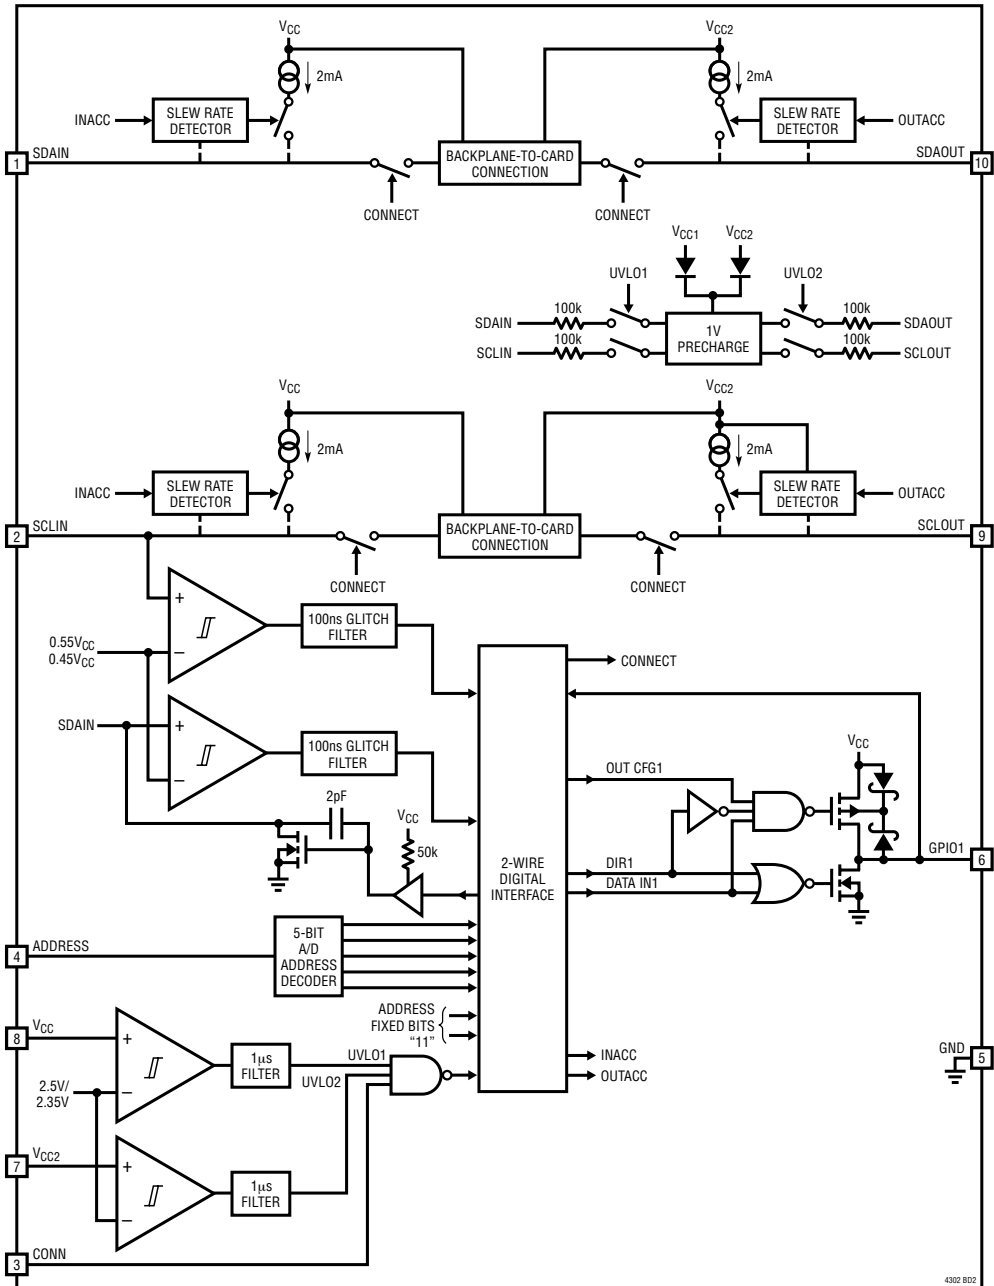 VCC
VCC2
2mA
2mA
INACC
SLEW RATE
DETECTOR
SLEW RATE
DETECTOR
OUTACC
1
SDAIN
BACKPLANE-TO-CARD
CONNECTION
SDAOUT
10
CONNECT
CONNECT
VCC1
VCC2
UVLO1
UVLO2
SDAIN
100k
1V
PRECHARGE
100k
SDAOUT
SCLIN
100k
100k
SCLOUT
VCC
VCC2
2mA
2mA
INACC
SLEW RATE
DETECTOR
SLEW RATE
DETECTOR
OUTACC
2
SCLIN
BACKPLANE-TO-CARD
CONNECTION
SCLOUT
9
CONNECT
CONNECT
+
−
0.55VCC
0.45VCC
100ns GLITCH
FILTER
CONNECT
SDAIN
+
−
100ns GLITCH
FILTER
2pF
VCC
50k
2-WIRE
DIGITAL
INTERFACE
OUT CFG1
DIR1
DATA IN1
VCC
GPIO1
6
4
ADDRESS
5-BIT
A/D
ADDRESS
DECODER
ADDRESS
FIXED BITS
“11”
8
VCC
+
−
2.5V/
2.35V
1μs
FILTER
UVLO1
UVLO2
INACC
OUTACC
GND
5
7
VCC2
+
−
1μs
FILTER
3
CONN
4302 BD2